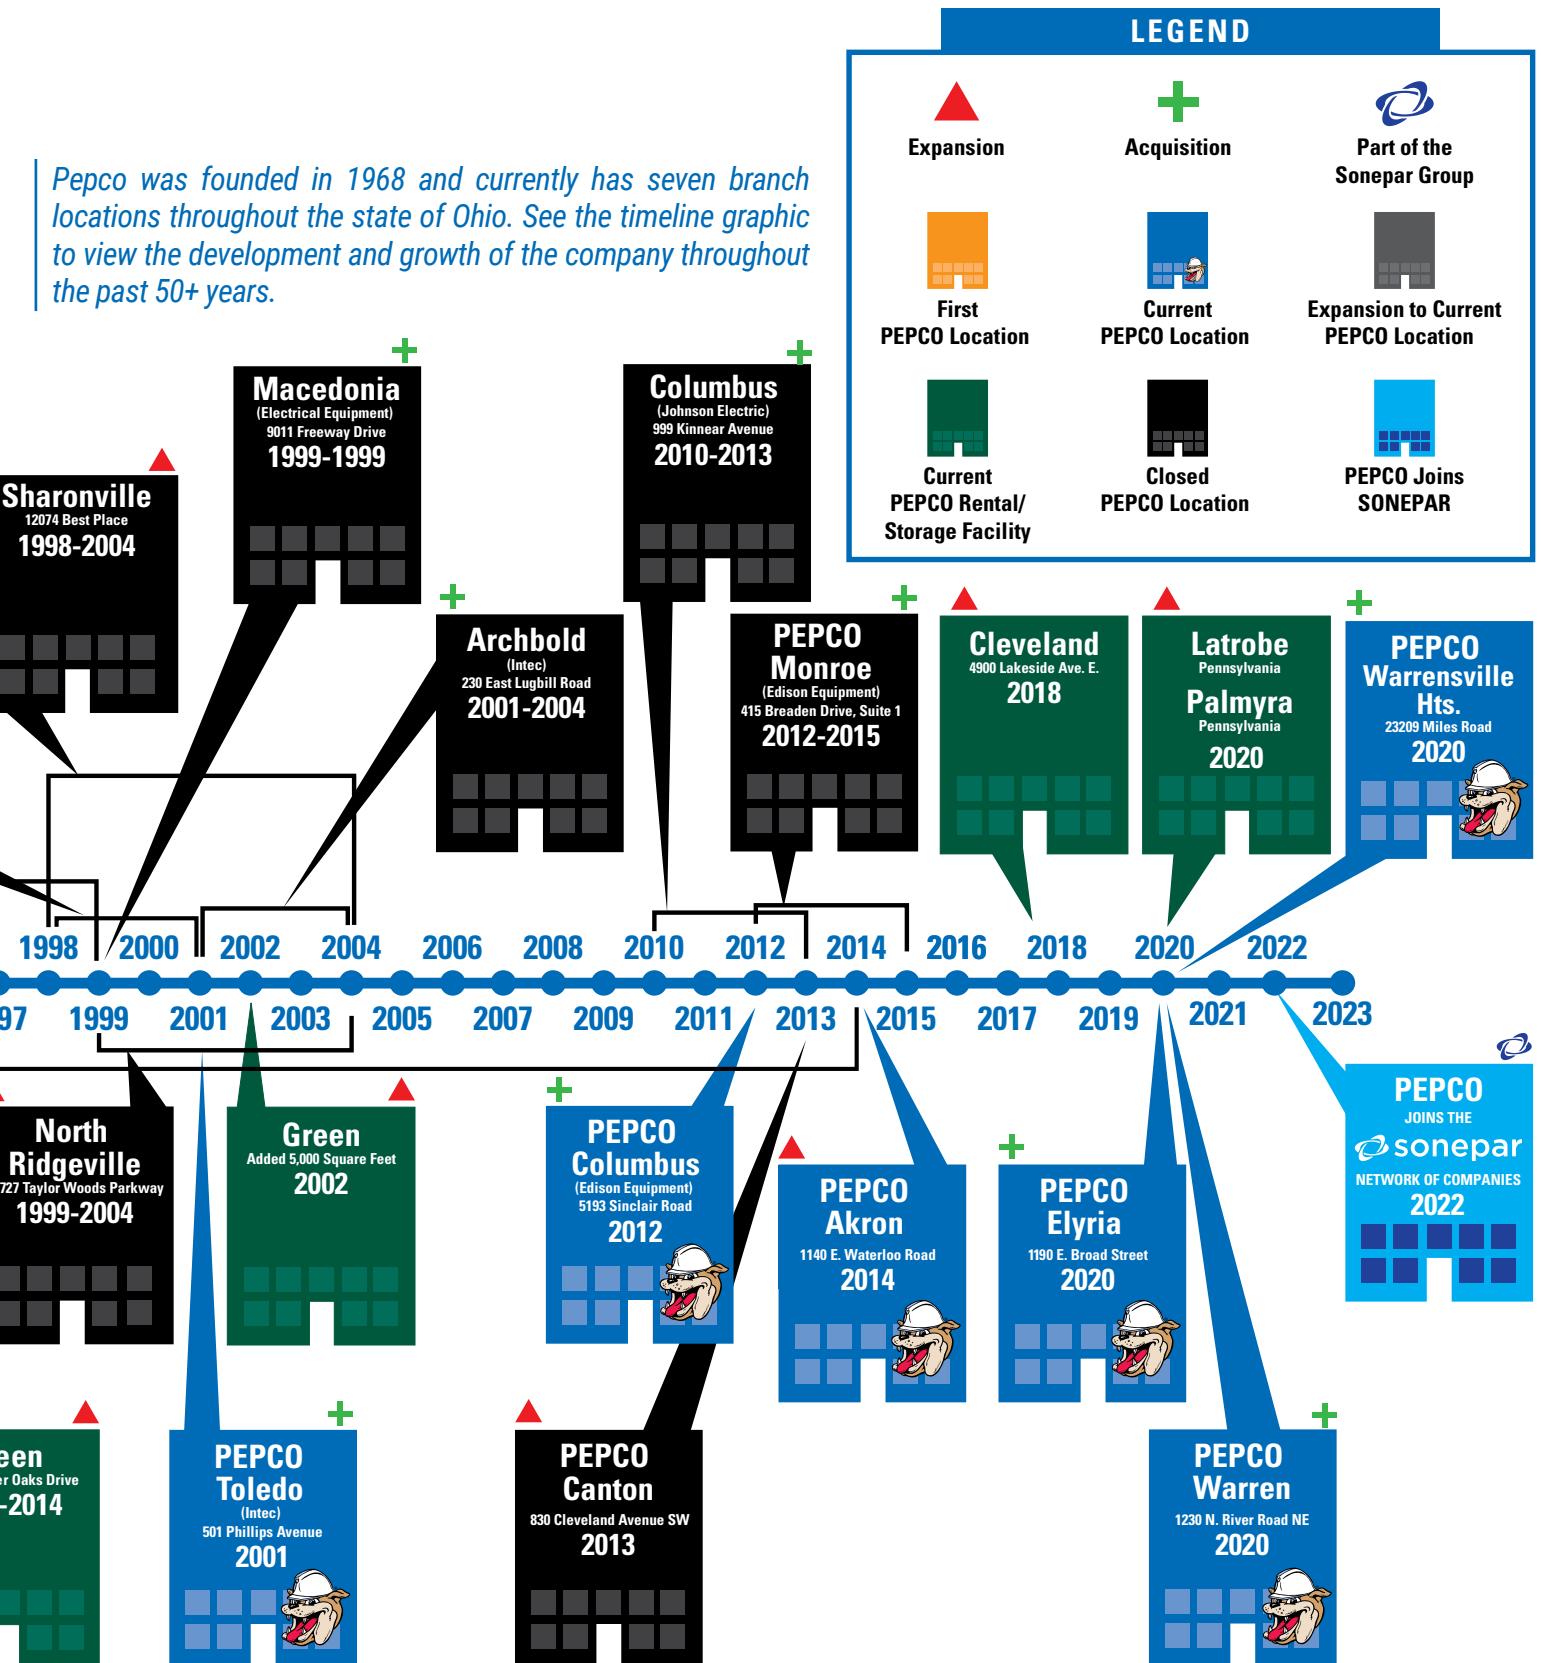 LEGEND
Expansion
Acquisition
Part of the
Sonepar Group
First
PEPCO Location
Current
PEPCO Location
Expansion to Current
PEPCO Location
Current
PEPCO Rental/
Storage Facility
Closed
PEPCO Location
PEPCO Joins
SONEPAR
Pepco was founded in 1968 and currently has seven branch
locations throughout the state of Ohio. See the timeline graphic
to view the development and growth of the company throughout
the past 50+ years.
Sharonville
12074 Best Place
1998-2004
Macedonia
(Electrical Equipment)
9011 Freeway Drive
1999-1999
Archbold
(Intec)
230 East Lugbill Road
2001-2004
Columbus
(Johnson Electric)
999 Kinnear Avenue
2010-2013
PEPCO
Monroe
(Edison Equipment)
415 Breaden Drive, Suite 1
2012-2015
Cleveland
4900 Lakeside Ave. E.
2018
Latrobe
Pennsylvania
Palmyra
Pennsylvania
2020
PEPCO
Warrensville
Hts.
23209 Miles Road
2020
1998 2000 2002 2004 2006 2008 2010 2012 2014 2016 2018 2020 2022
97 1999 2001 2003 2005 2007 2009 2011 2013 2015 2017 2019 2021 2023
North
Ridgeville
727 Taylor Woods Parkway
1999-2004
Green
Added 5,000 Square Feet
2002
PEPCO
Columbus
(Edison Equipment)
5193 Sinclair Road
2012
PEPCO
Akron
1140 E. Waterloo Road
2014
PEPCO
Elyria
1190 E. Broad Street
2020
PEPCO
JOINS THE
sonepar
NETWORK OF COMPANIES
2022
een
er Oaks Drive
-2014
PEPCO
Toledo
(Intec)
501 Phillips Avenue
2001
PEPCO
Canton
830 Cleveland Avenue SW
2013
PEPCO
Warren
1230 N. River Road NE
2020